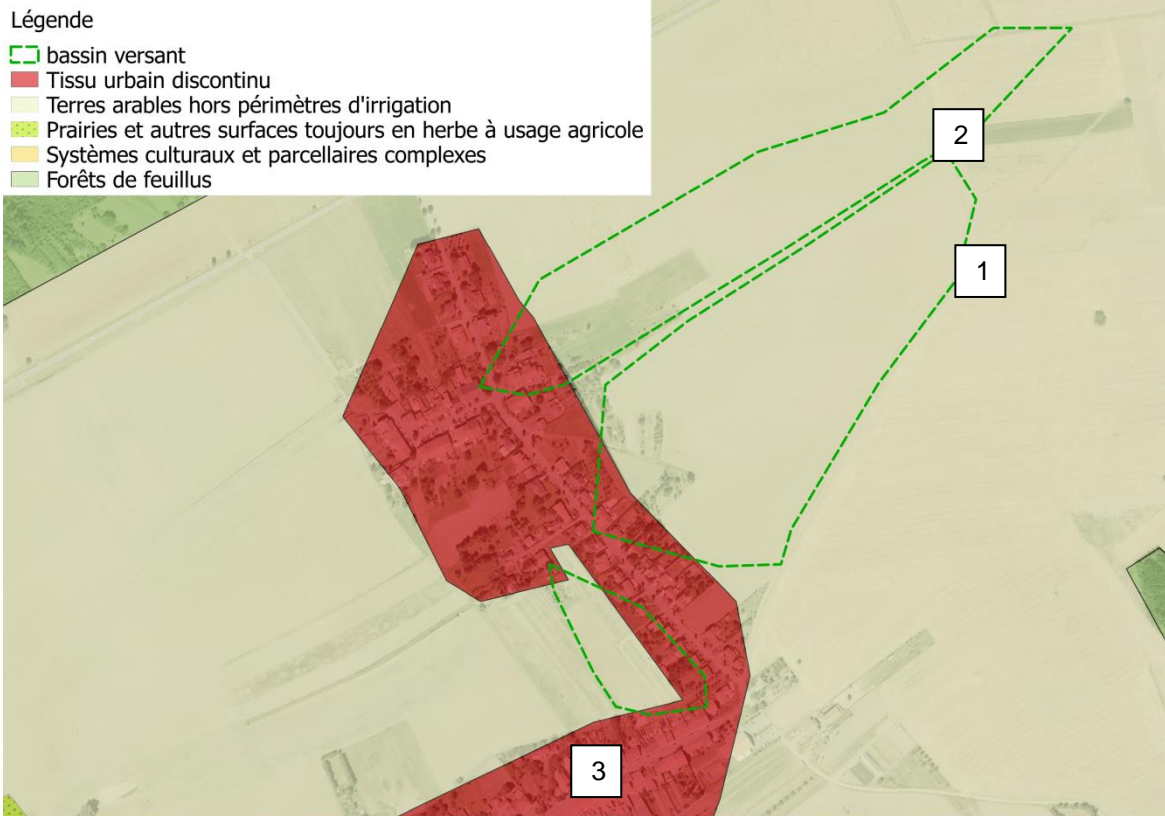 Légende
bassin versant
Tissu urbain discontinu
Terres arables hors périmètres d'irrigation
Prairies et autres surfaces toujours en herbe à usage agricole
Systèmes culturaux et parcellaires complexes
Forêts de feuillus
2
1
3